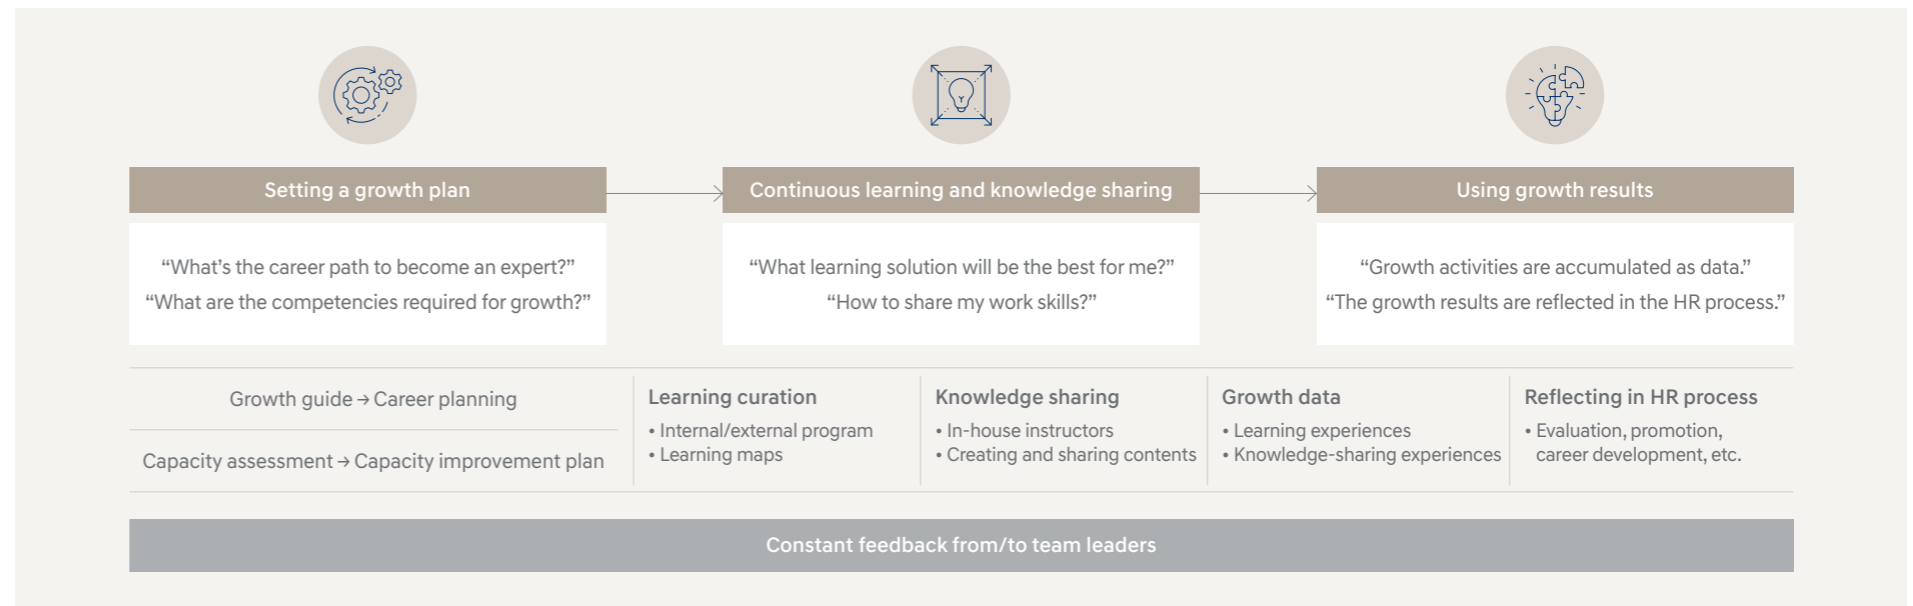 Setting a growth plan
Continuous learning and knowledge sharing
Using growth results
“What’s the career path to become an expert?”
“What are the competencies required for growth?”
“What learning solution will be the best for me?”
“How to share my work skills?”
“Growth activities are accumulated as data.”
“The growth results are reflected in the HR process.”
Growth guide → Career planning
Capacity assessment → Capacity improvement plan
Learning curation
• Internal/external program
• Learning maps
Knowledge sharing
• In-house instructors
• Creating and sharing contents
Growth data
• Learning experiences
• Knowledge-sharing experiences
Reflecting in HR process
• Evaluation, promotion,
career development, etc.
Constant feedback from/to team leaders